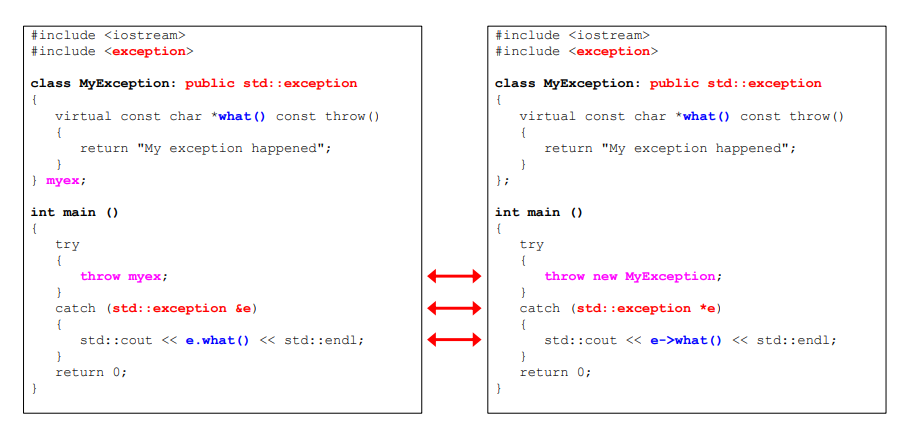 #include <iostream>
#include <exception>
class MyException: public std::exception
{
virtual const char *what() const throw()
{
return "My exception happened";
}
} myex;
int main ()
{
try
{
throw myex;
}
catch (std::exception &e)
{
std::cout << e.what() << std::endl;
}
return 0;
}
#include <iostream>
#include <exception>
class MyException: public std::exception
{
virtual const char *what() const throw()
{
return "My exception happened";
}
};
int main ()
{
try
{
throw new MyException;
}
catch (std::exception *e)
{
std::cout << e->what() << std::endl;
}
return 0;
}